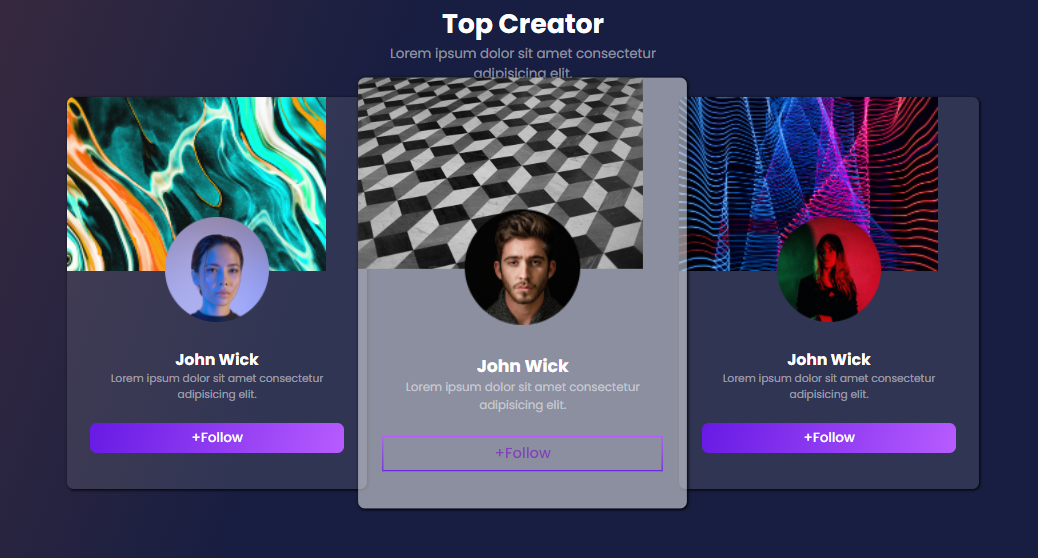 Top Creator
Lorem ipsum dolor sit amet consectetur
adipisicing elit.
John Wick
Lorem ipsum dolor sit amet consectetur
adipisicing elit.
+Follow
John Wick
Lorem ipsum dolor sit amet consectetur
adipisicing elit.
+Follow
John Wick
Lorem ipsum dolor sit amet consectetur
adipisicing elit.
+Follow